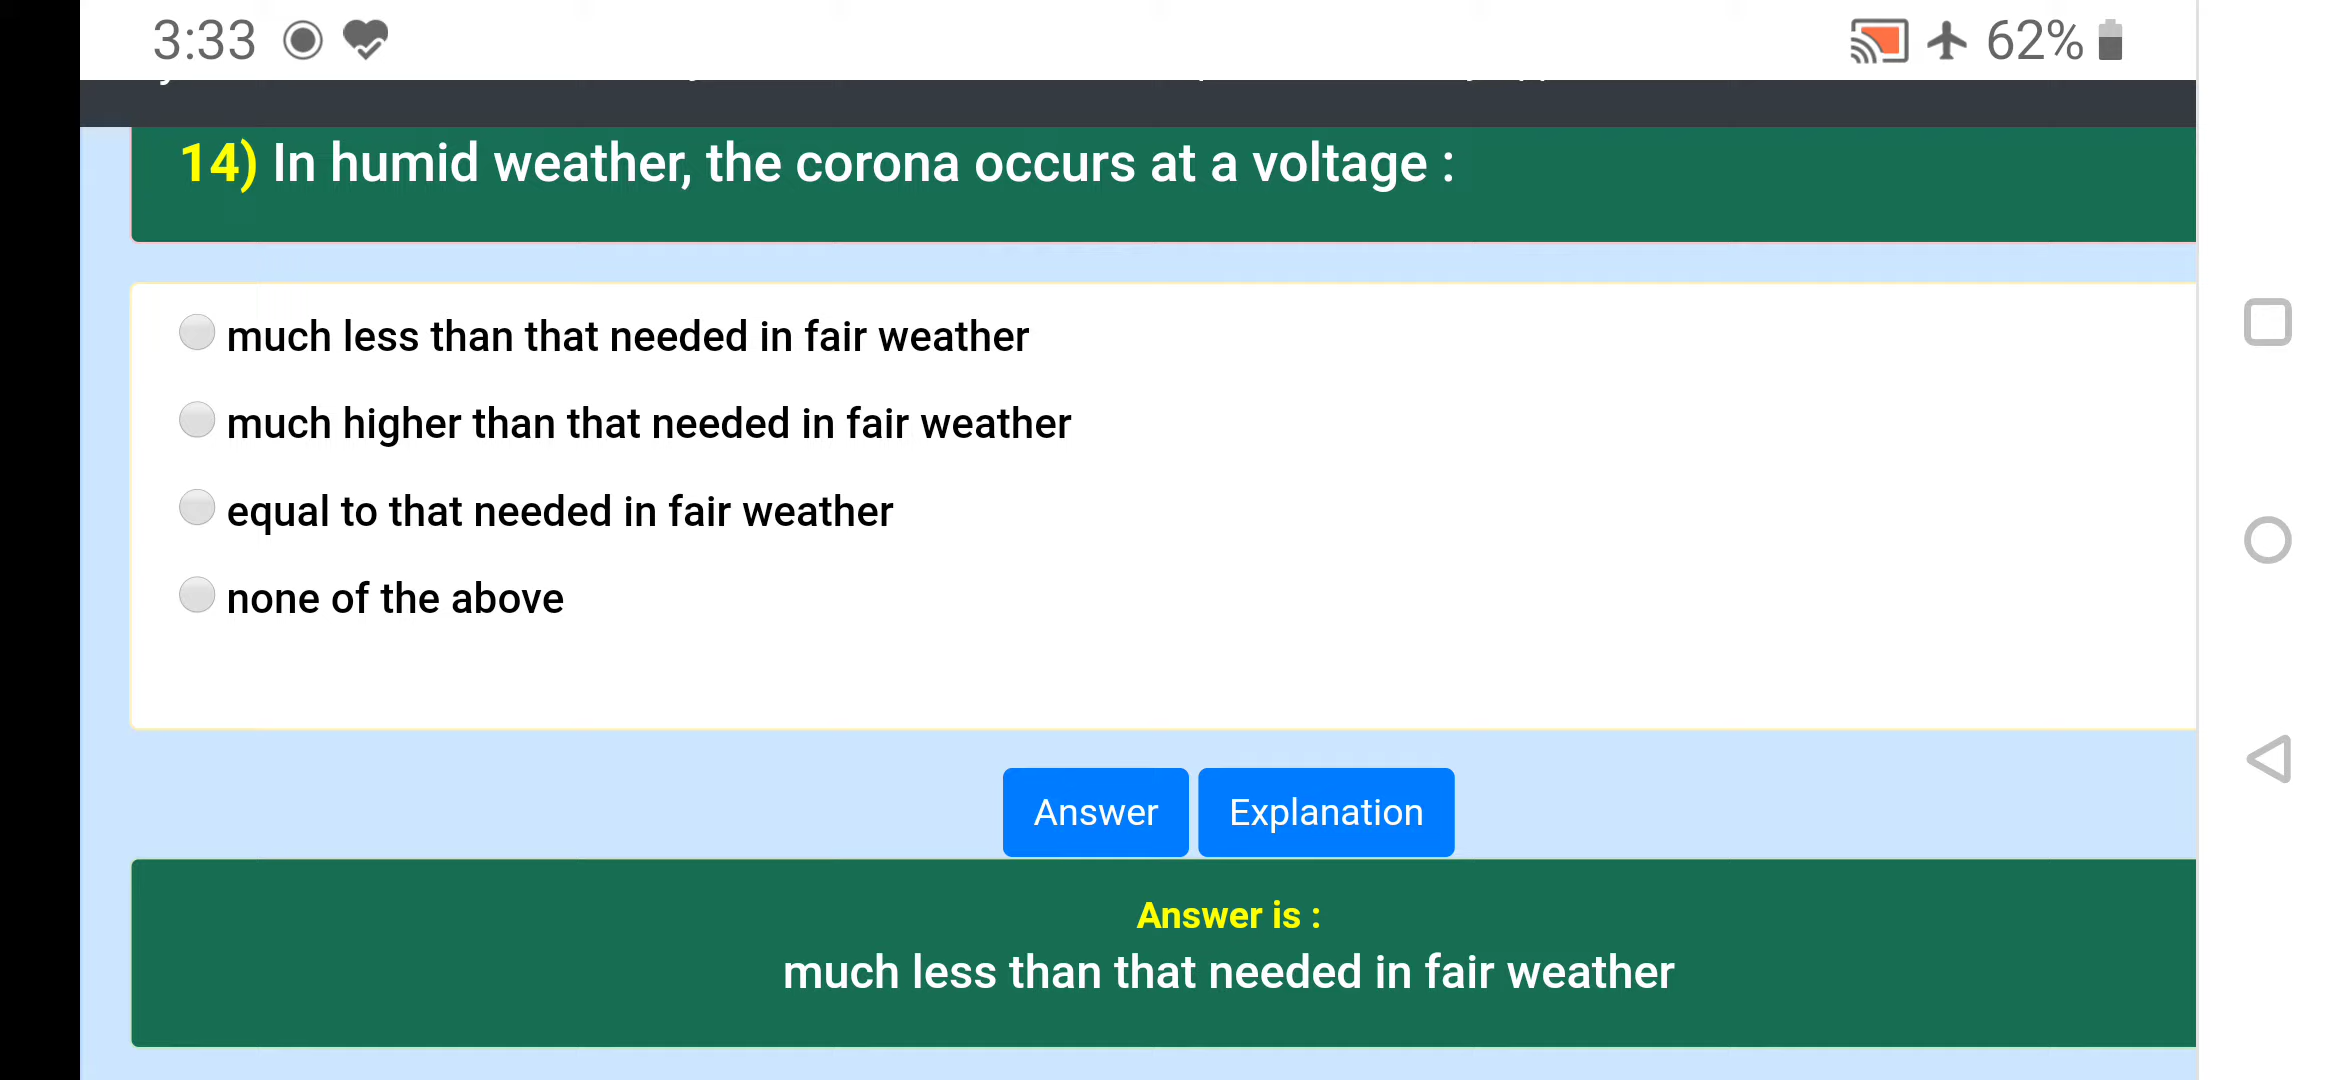 3:33
62%
14) In humid weather, the corona occurs at a voltage :
much less than that needed in fair weather
much higher than that needed in fair weather
equal to that needed in fair weather
none of the above
Answer Explanation
Answer is :
much less than that needed in fair weather